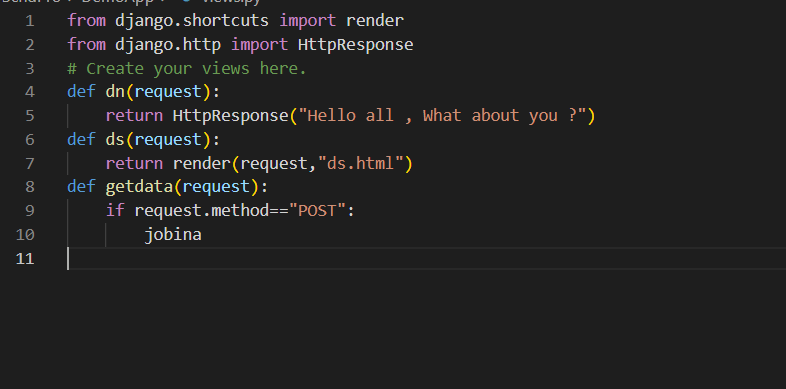 DemoApp > views.py
1 from django.shortcuts import render
2 from django.http import HttpResponse
3 # Create your views here.
4 def dn(request):
5     return HttpResponse("Hello all , What about you ?")
6 def ds(request):
7     return render(request,"ds.html")
8 def getdata(request):
9     if request.method=="POST":
10         jobina
11